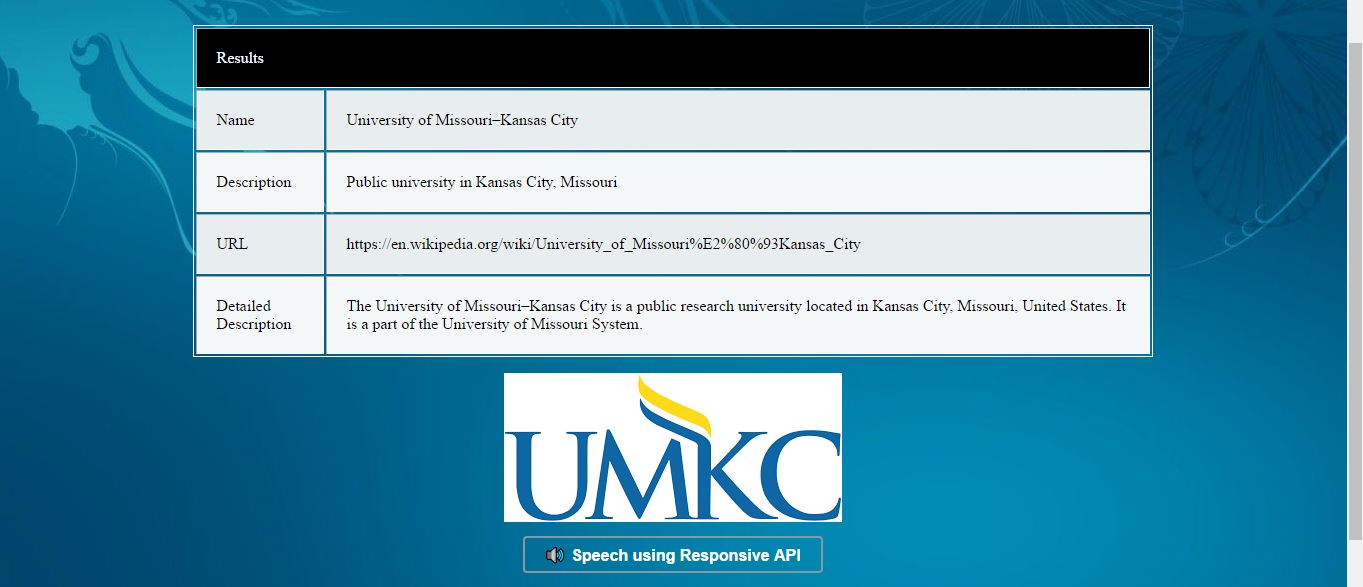 Results
Name
University of Missouri–Kansas City
Description
Public university in Kansas City, Missouri
URL
https://en.wikipedia.org/wiki/University_of_Missouri%E2%80%93Kansas_City
Detailed
Description
The University of Missouri–Kansas City is a public research university located in Kansas City, Missouri, United States. It
is a part of the University of Missouri System.
UMKC
Speech using Responsive API